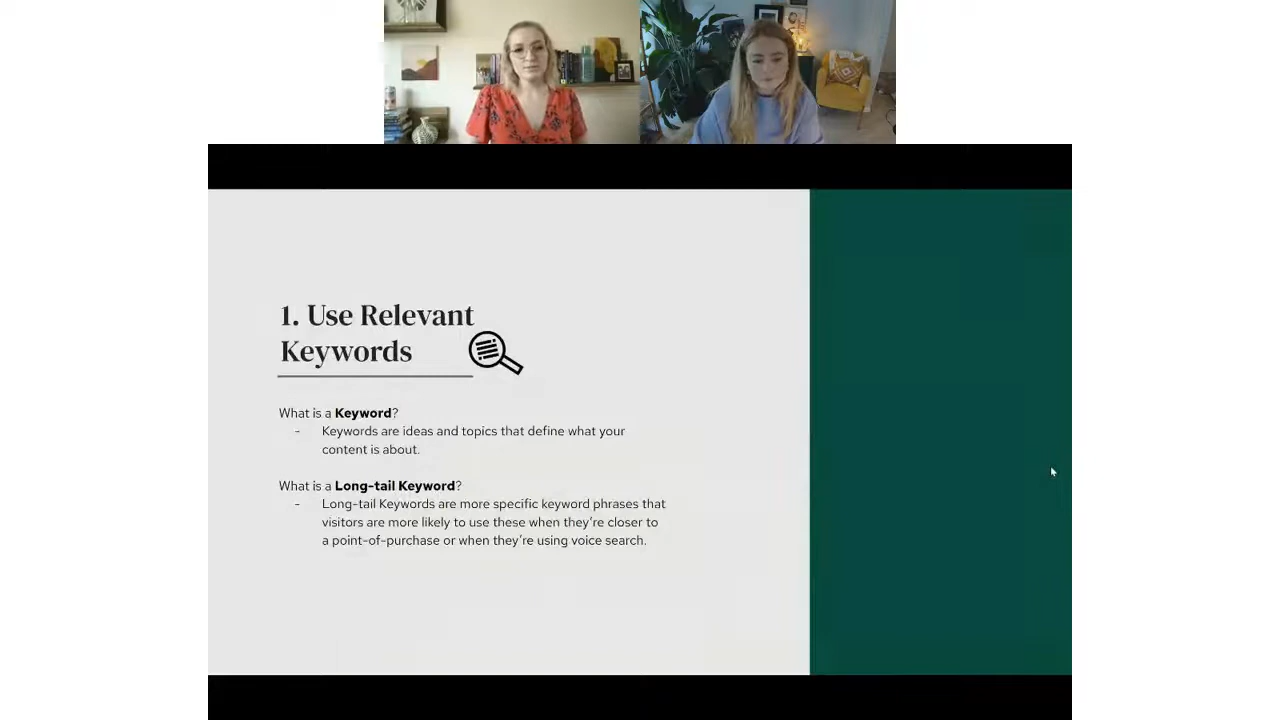 1. Use Relevant
Keywords
What is a Keyword?
- Keywords are ideas and topics that define what your
content is about.
What is a Long-tail Keyword?
- Long-tail Keywords are more specific keyword phrases that
visitors are more likely to use these when they’re closer to
a point-of-purchase or when they’re using voice search.